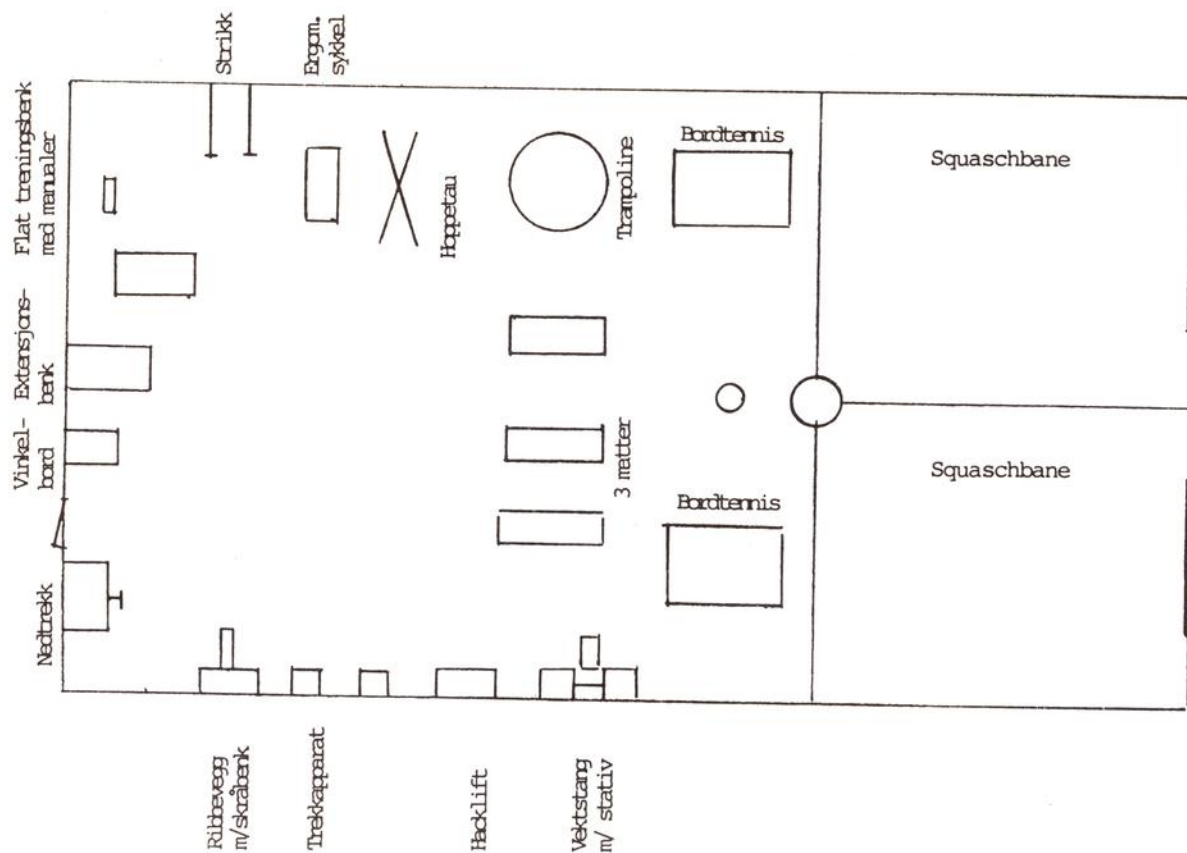 Strikk
Ergom.
sykkel
Flat treningsbenk
med manualer
Extensjons-
benk
Vinkel-
bord
Nedtrekk
Hoppetau
Trampoline
Bordtennis
Squaschbane
3 matter
Bordtennis
Squaschbane
Ribbevegg
m/skråbenk
Trekkapparat
Hacklift
Vektstang
m/ stativ